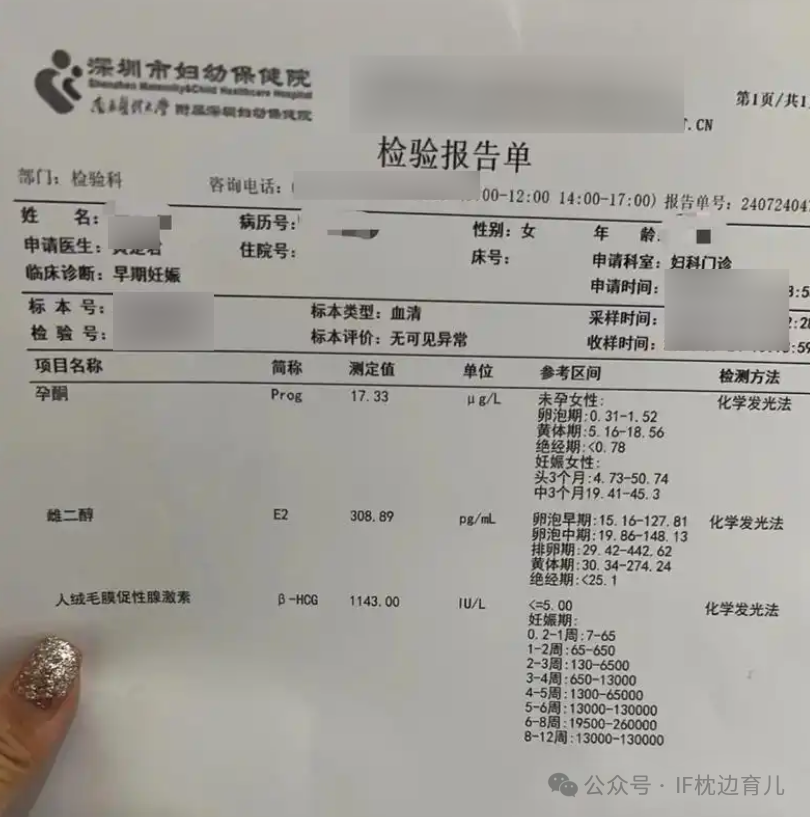 深圳市妇幼保健院
Shenzhen Maternity&Child Healthcare Hospital
南方医科大学 附属深圳妇幼保健院
第1页/共1
T.CN
检验报告单
部门: 检验科 咨询电话: 00-12:00 14:00-17:00) 报告单号: 24072404
姓 名: 病历号: 性别: 女 年 龄:
申请医生: 住院号: 床号: 申请科室: 妇科门诊
临床诊断: 早期妊娠 申请时间:
标 本 号: 标本类型: 血清 采样时间:
检 验 号: 标本评价: 无可见异常 收样时间:
项目名称 简称 测定值 单位 参考区间 检测方法
孕酮 Prog 17.33 μg/L 未孕女性: 化学发光法
卵泡期:0.31-1.52
黄体期:5.16-18.56
绝经期:<0.78
妊娠女性:
头3个月:4.73-50.74
中3个月19.41-45.3
雌二醇 E2 308.89 pg/mL 卵泡早期:15.16-127.81 化学发光法
卵泡中期:19.86-148.13
排卵期:29.42-442.62
黄体期:30.34-274.24
绝经期:<25.1
人绒毛膜促性腺激素 β-HCG 1143.00 IU/L <=5.00 化学发光法
妊娠期:
0.2-1周:7-65
1-2周:65-650
2-3周:130-6500
3-4周:650-13000
4-5周:1300-65000
5-6周:13000-130000
6-8周:19500-260000
8-12周:13000-130000
公众号 · IF枕边育儿